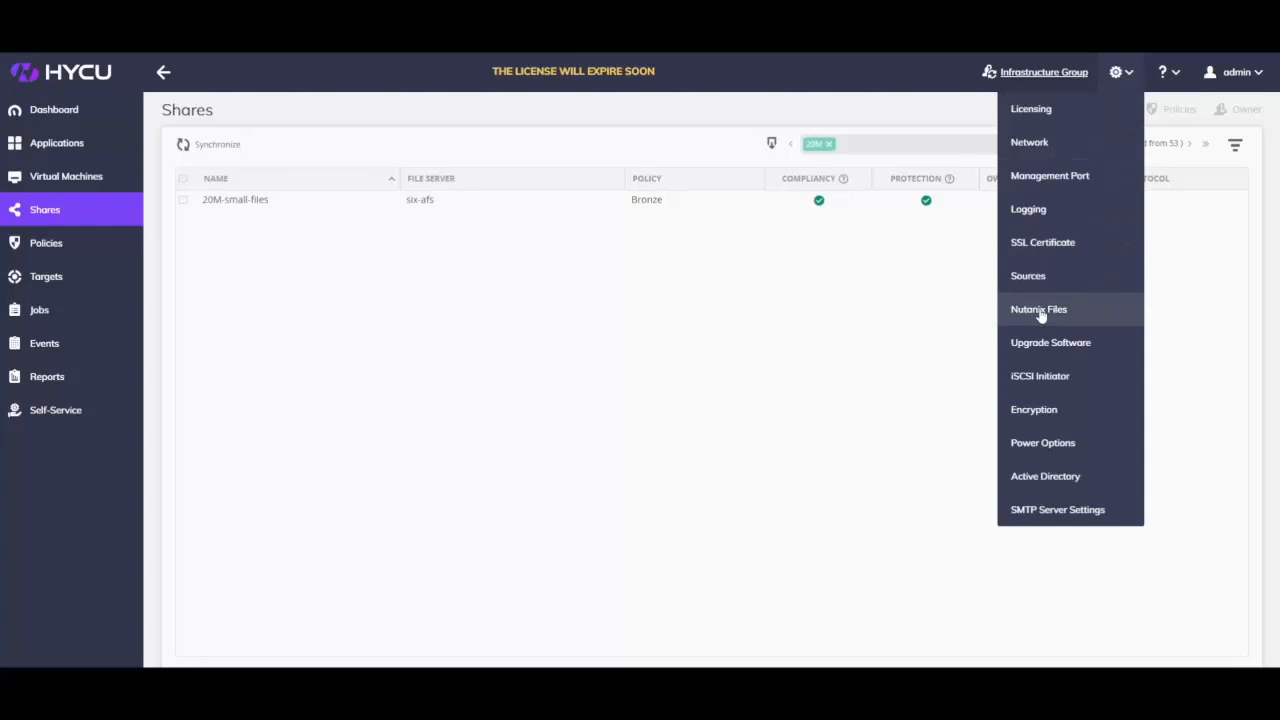 HYCU
THE LICENSE WILL EXPIRE SOON
Infrastructure Group
?
admin
Dashboard
Applications
Virtual Machines
Shares
Policies
Targets
Jobs
Events
Reports
Self-Service
Shares
Policies
Owner
Synchronize
20M
d from 53 )
NAME
FILE SERVER
POLICY
COMPLIANCY
PROTECTION
OW
TOCOL
20M-small-files
six-afs
Bronze
Licensing
Network
Management Port
Logging
SSL Certificate
Sources
Nutanix Files
Upgrade Software
iSCSI Initiator
Encryption
Power Options
Active Directory
SMTP Server Settings